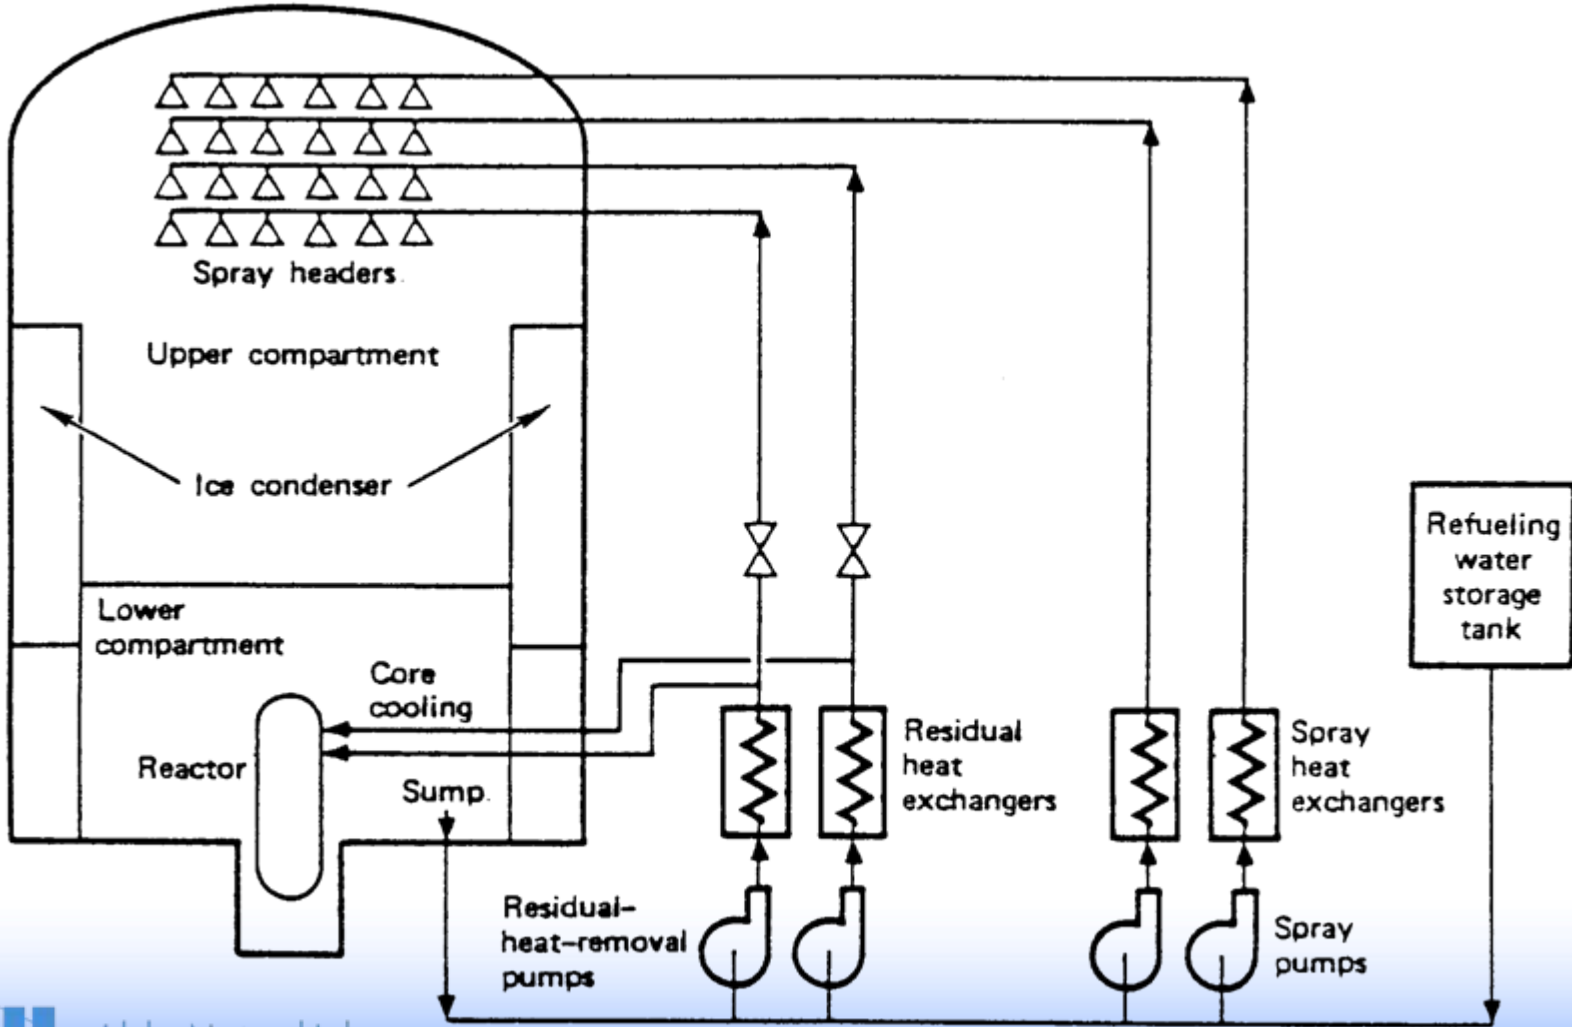 Spray headers.
Upper compartment
Ice condenser
Lower
compartment
Core
cooling
Reactor
Sump.
Residual
heat
exchangers
Spray
heat
exchangers
Refueling
water
storage
tank
Residual-
heat-removal
pumps
Spray
pumps